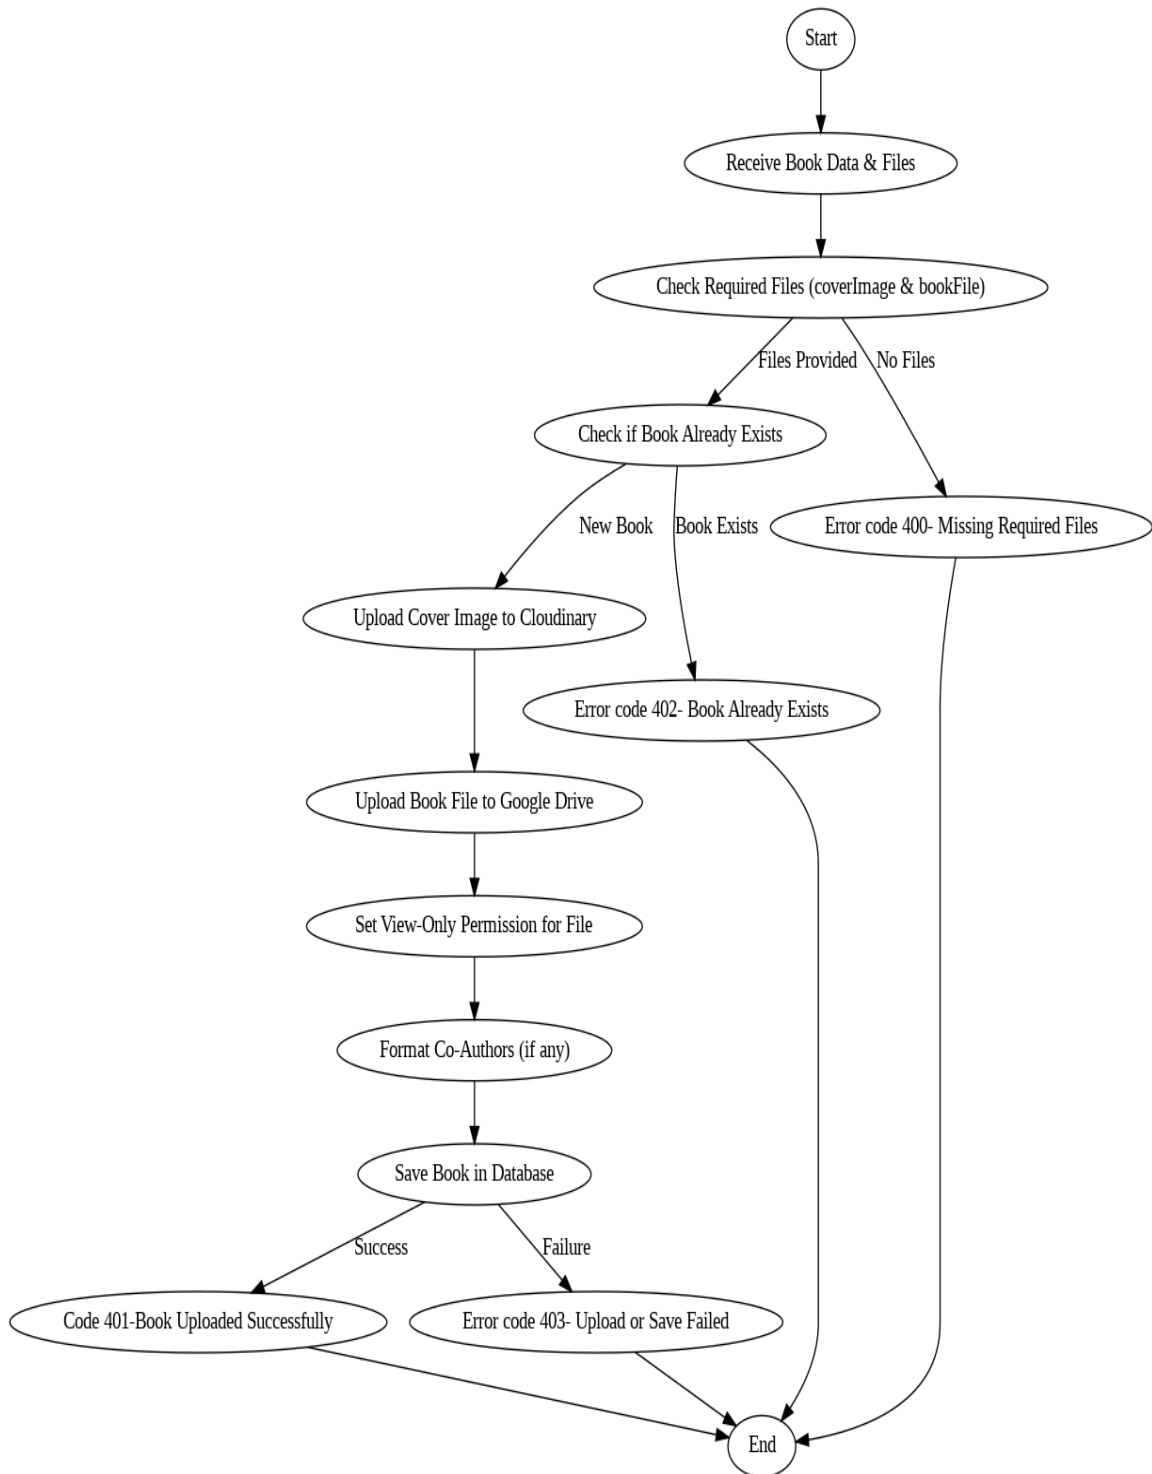 Start
Receive Book Data & Files
Check Required Files (coverImage & bookFile)
Files Provided
No Files
Check if Book Already Exists
New Book
Book Exists
Error code 400- Missing Required Files
Upload Cover Image to Cloudinary
Error code 402- Book Already Exists
Upload Book File to Google Drive
Set View-Only Permission for File
Format Co-Authors (if any)
Save Book in Database
Success
Failure
Code 401-Book Uploaded Successfully
Error code 403- Upload or Save Failed
End